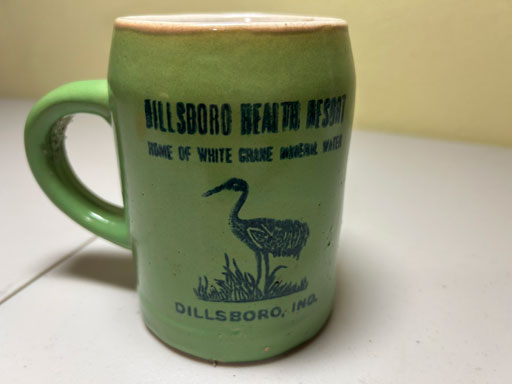 DILLSBORO HEALTH RESORT
HOME OF WHITE CRANE MINERAL WATER
DILLSBORO, IND.